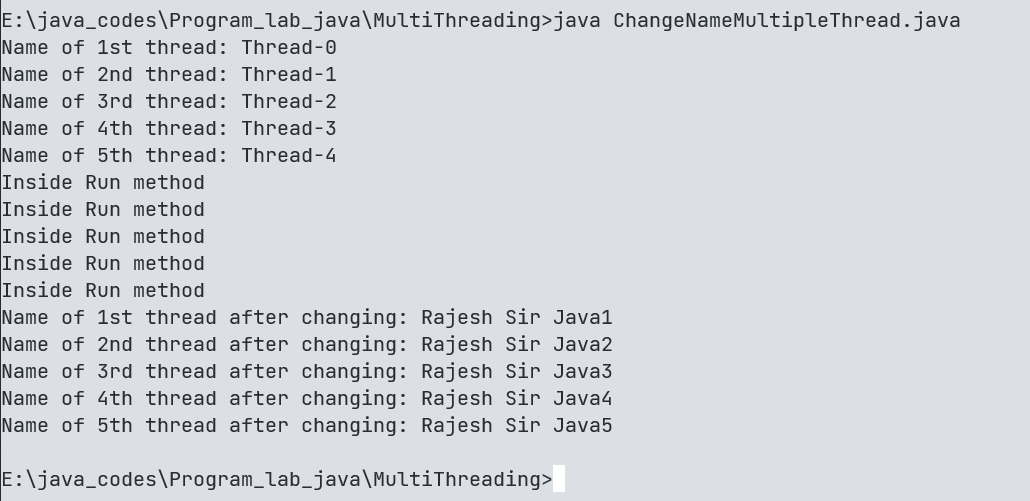 E:\java_codes\Program_lab_java\MultiThreading>java ChangeNameMultipleThread.java
Name of 1st thread: Thread-0
Name of 2nd thread: Thread-1
Name of 3rd thread: Thread-2
Name of 4th thread: Thread-3
Name of 5th thread: Thread-4
Inside Run method
Inside Run method
Inside Run method
Inside Run method
Inside Run method
Name of 1st thread after changing: Rajesh Sir Java1
Name of 2nd thread after changing: Rajesh Sir Java2
Name of 3rd thread after changing: Rajesh Sir Java3
Name of 4th thread after changing: Rajesh Sir Java4
Name of 5th thread after changing: Rajesh Sir Java5
E:\java_codes\Program_lab_java\MultiThreading>